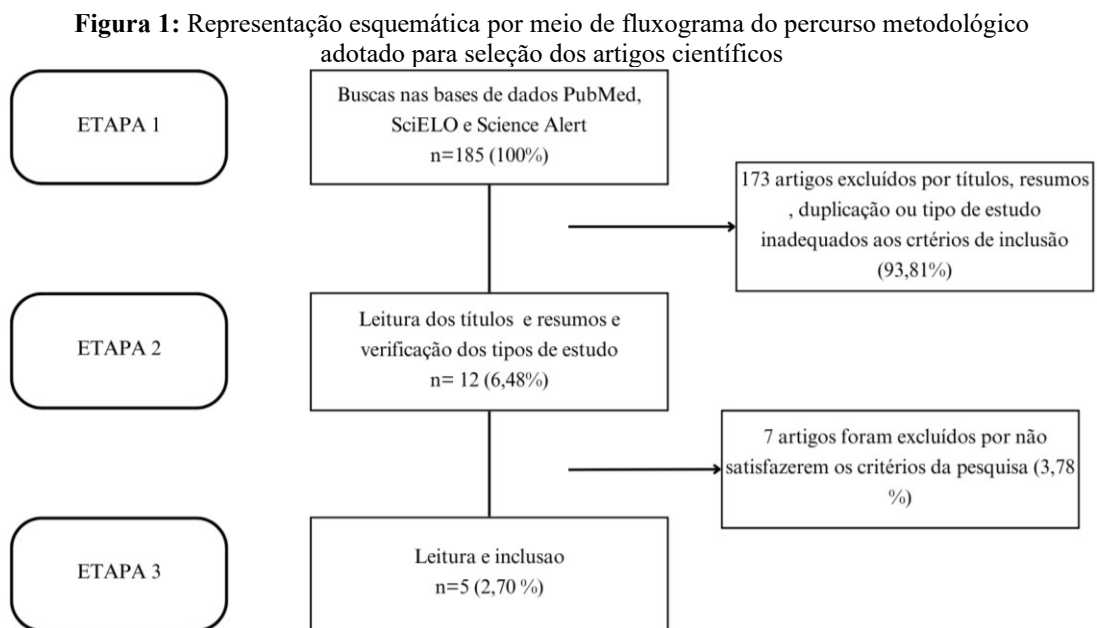 Figura 1: Representação esquemática por meio de fluxograma do percurso metodológico
adotado para seleção dos artigos científicos
ETAPA 1
Buscas nas bases de dados PubMed,
SciELO e Science Alert
n=185 (100%)
173 artigos excluídos por títulos, resumos
, duplicação ou tipo de estudo
inadequados aos crtérios de inclusão
(93,81%)
ETAPA 2
Leitura dos títulos e resumos e
verificação dos tipos de estudo
n= 12 (6,48%)
7 artigos foram excluídos por não
satisfazerem os critérios da pesquisa (3,78
%)
ETAPA 3
Leitura e inclusao
n=5 (2,70 %)